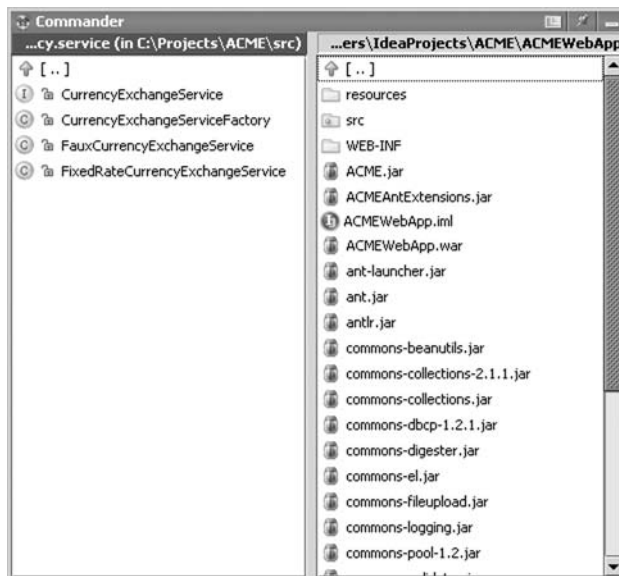 Commander
...cy.service (in C:\Projects\ACME\src)
[..]
I CurrencyExchangeService
C CurrencyExchangeServiceFactory
C FauxCurrencyExchangeService
C FixedRateCurrencyExchangeService
...ers\IdeaProjects\ACME\ACMEWebApp
[..]
resources
src
WEB-INF
ACME.jar
ACMEAntExtensions.jar
ACMEWebApp.iml
ACMEWebApp.war
ant-launcher.jar
ant.jar
antlr.jar
commons-beanutils.jar
commons-collections-2.1.1.jar
commons-collections.jar
commons-dbcp-1.2.1.jar
commons-digester.jar
commons-el.jar
commons-fileupload.jar
commons-logging.jar
commons-pool-1.2.jar